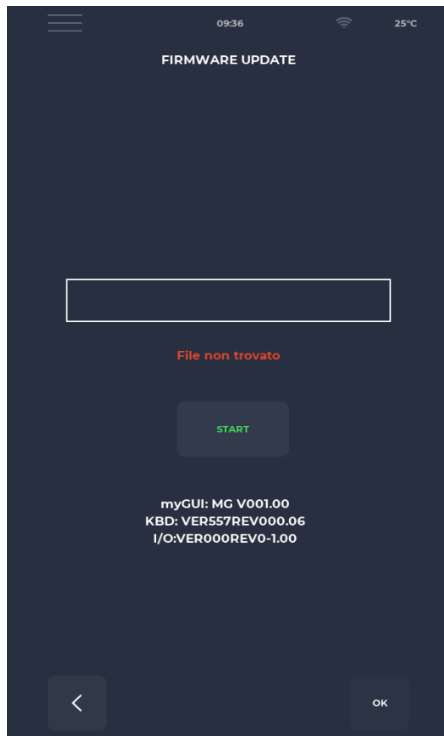 09:36 25°C
FIRMWARE UPDATE
File non trovato
START
myGUI: MG V001.00
KBD: VER557REV000.06
I/O:VER000REV0-1.00
OK